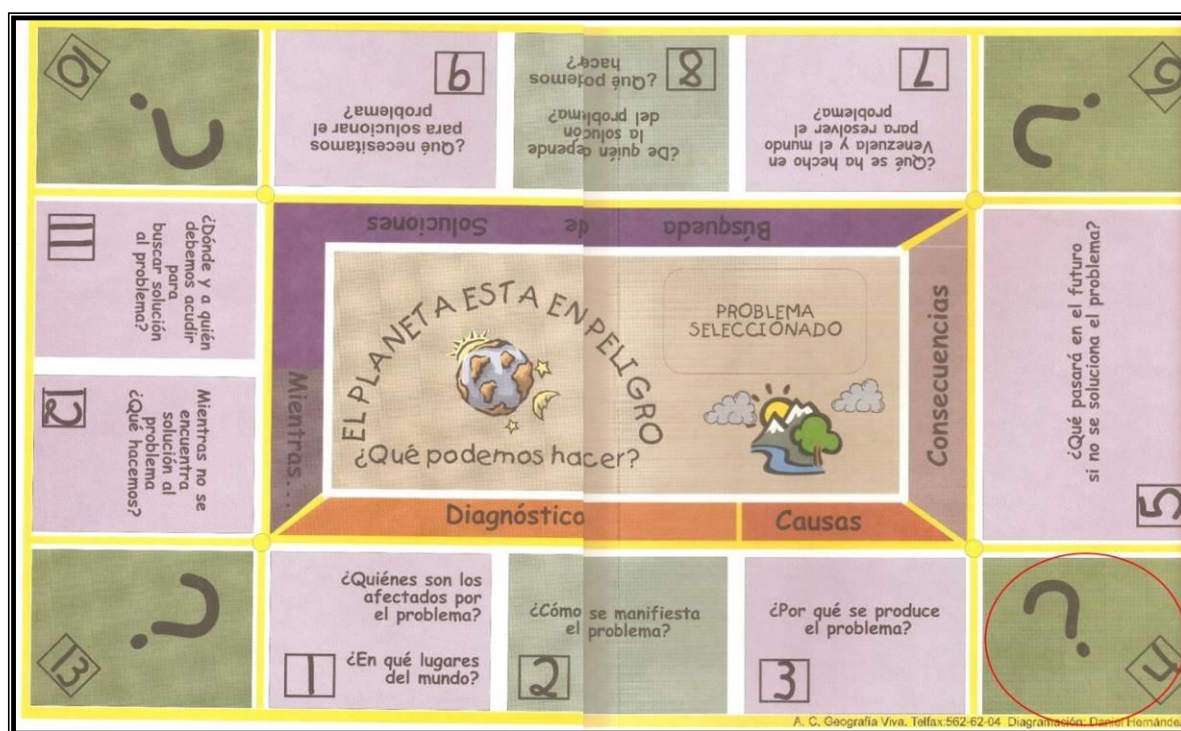 10
?
9
¿Qué necesitamos
para solucionar el
problema?
8
¿De quién depende
la solución
del problema?
¿Qué podemos
hacer?
7
¿Qué se ha hecho en
Venezuela y el mundo
para resolver el
problema?
6
?
11
¿Dónde y a quién
debemos acudir
para
buscar solución
al problema?
12
Mientras no se
encuentra
solución al
problema
¿Qué hacemos?
Búsqueda de Soluciones
Mientras...
EL PLANETA ESTA EN PELIGRO
¿Qué podemos hacer?
PROBLEMA
SELECCIONADO
Consecuencias
Diagnóstico
Causas
¿Qué pasará en el futuro
si no se soluciona el problema?
5
13
?
¿Quiénes son los
afectados por
el problema?
¿En qué lugares
del mundo?
1
¿Cómo se manifiesta
el problema?
2
¿Por qué se produce
el problema?
3
?
4
A. C. Geografía Viva. Telfax:562-62-04 Diagramación: Daniel Hernández